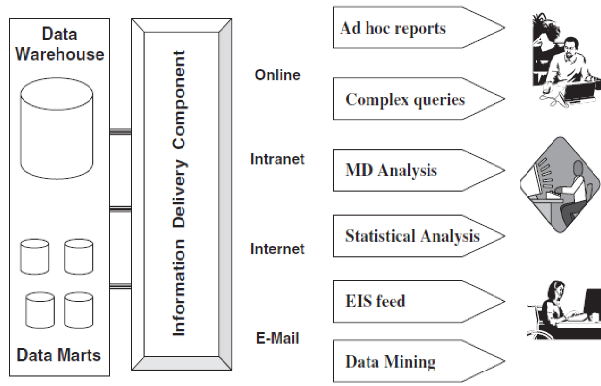 Data
Warehouse
Data Marts
Information Delivery Component
Online
Intranet
Internet
E-Mail
Ad hoc reports
Complex queries
MD Analysis
Statistical Analysis
EIS feed
Data Mining